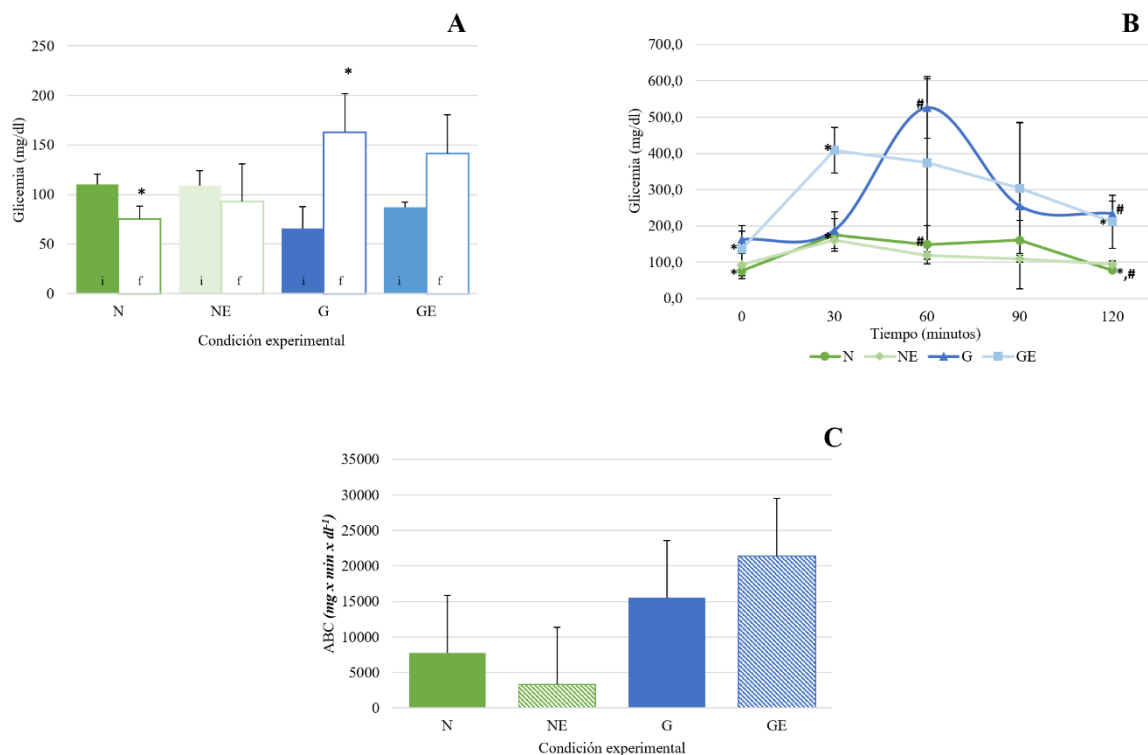 A
250
200
150
100
50
0
Glicemia (mg/dl)
*
*
i f i f i f i f
N NE G GE
Condición experimental
B
700,0
600,0
500,0
400,0
300,0
200,0
100,0
0,0
Glicemia (mg/dl)
#
*
*
#
#
*
*
*
*,#
0 30 60 90 120
Tiempo (minutos)
N NE G GE
C
35000
30000
25000
20000
15000
10000
5000
0
ABC (mg x min x dl⁻¹)
N NE G GE
Condición experimental